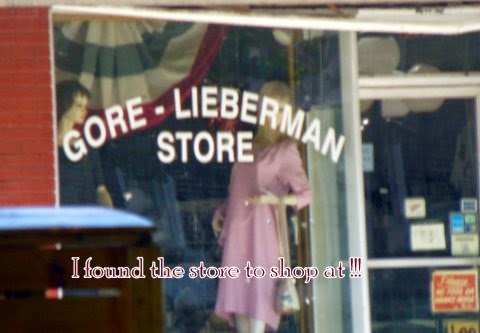 GORE - LIEBERMAN
STORE
I found the store to shop at !!!